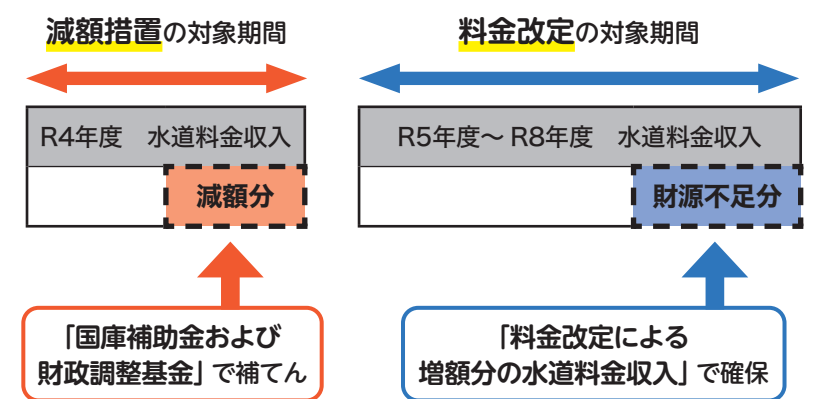 減額措置の対象期間
R4年度 水道料金収入
減額分
「国庫補助金および
財政調整基金」で補てん
料金改定の対象期間
R5年度～R8年度 水道料金収入
財源不足分
「料金改定による
増額分の水道料金収入」で確保